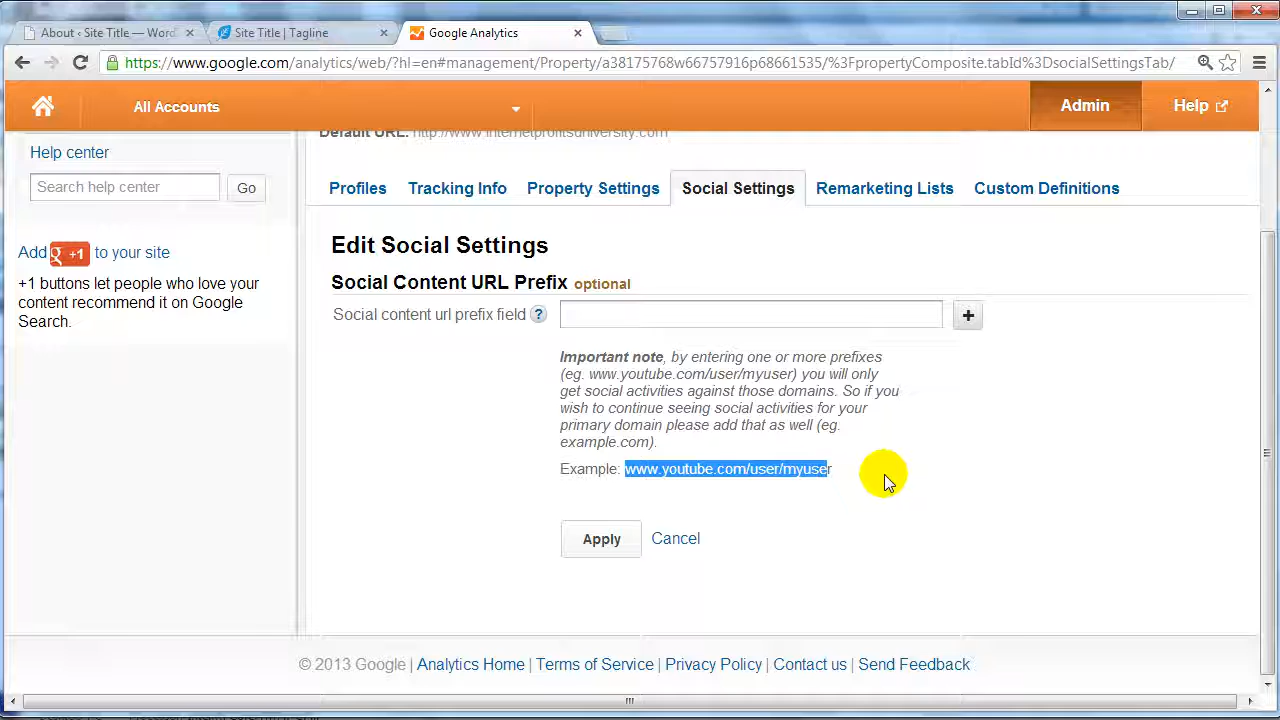 About ‹ Site Title — Word
Site Title | Tagline
Google Analytics
https://www.google.com/analytics/web/?hl=en#management/Property/a38175768w66757916p68661535/%3FpropertyComposite.tabId%3DsocialSettingsTab/
All Accounts
Admin
Help
Default URL: http://www.internetprofitsuniversity.com
Help center
Search help center
Go
Profiles
Tracking Info
Property Settings
Social Settings
Remarketing Lists
Custom Definitions
Add g +1 to your site
+1 buttons let people who love your
content recommend it on Google
Search.
Edit Social Settings
Social Content URL Prefix optional
Social content url prefix field ?
+
Important note, by entering one or more prefixes
(eg. www.youtube.com/user/myuser) you will only
get social activities against those domains. So if you
wish to continue seeing social activities for your
primary domain please add that as well (eg.
example.com).
Example: www.youtube.com/user/myuser
Apply
Cancel
© 2013 Google | Analytics Home | Terms of Service | Privacy Policy | Contact us | Send Feedback